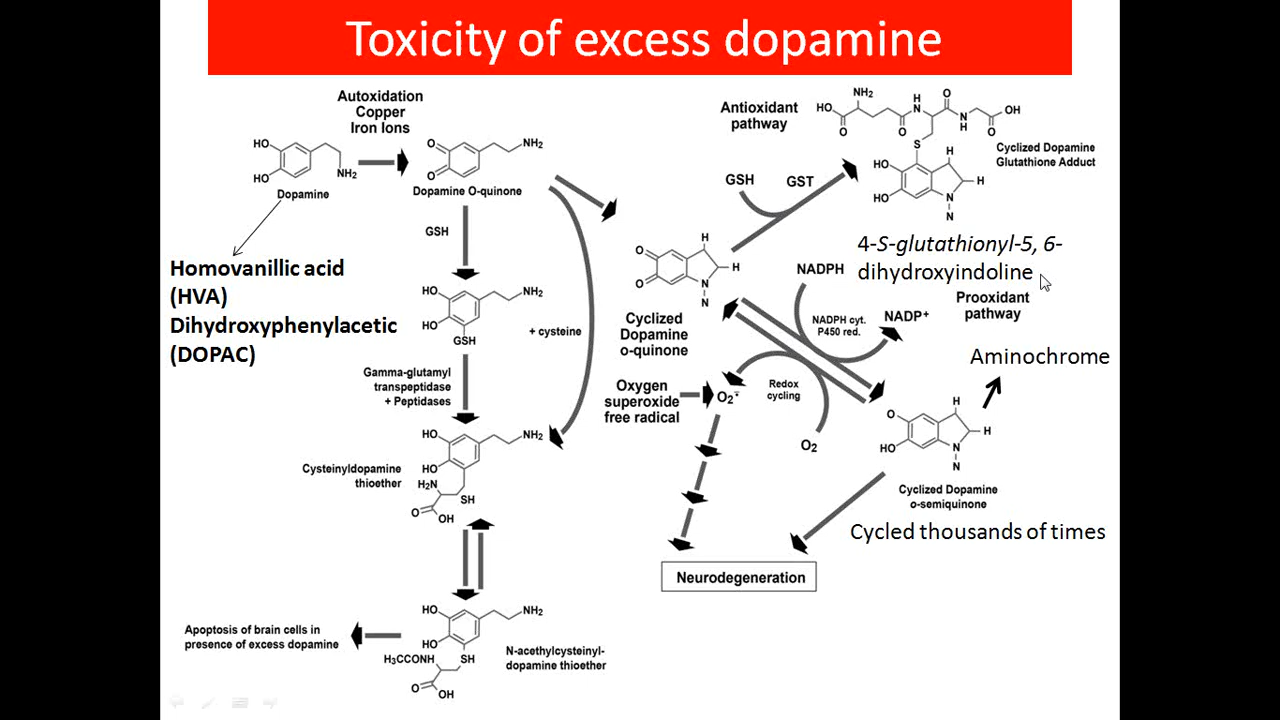 Toxicity of excess dopamine
Autoxidation
Copper
Iron Ions
HO
HO
NH2
Dopamine
O
O
NH2
Dopamine O-quinone
Homovanillic acid
(HVA)
Dihydroxyphenylacetic
(DOPAC)
GSH
HO
HO
NH2
GSH
+ cysteine
Gamma-glutamyl
transpeptidase
+ Peptidases
HO
HO
NH2
H2N
SH
O
OH
Cysteinyldopamine
thioether
HO
HO
NH2
H3CCONH
SH
O
OH
N-acethylcysteinyl-
dopamine thioether
Apoptosis of brain cells in
presence of excess dopamine
O
O
H
H
N
N
Cyclized
Dopamine
o-quinone
Antioxidant
pathway
GSH
GST
NH2
HO
O
H
N
O
O
N
H
O
OH
S
HO
HO
H
H
N
N
Cyclized Dopamine
Glutathione Adduct
4-S-glutathionyl-5, 6-
dihydroxyindoline
NADPH
NADPH cyt.
P450 red.
NADP+
Prooxidant
pathway
Aminochrome
Oxygen
superoxide
free radical
O2-•
Redox
cycling
O2
O
HO
H
H
N
N
Cyclized Dopamine
o-semiquinone
Cycled thousands of times
Neurodegeneration